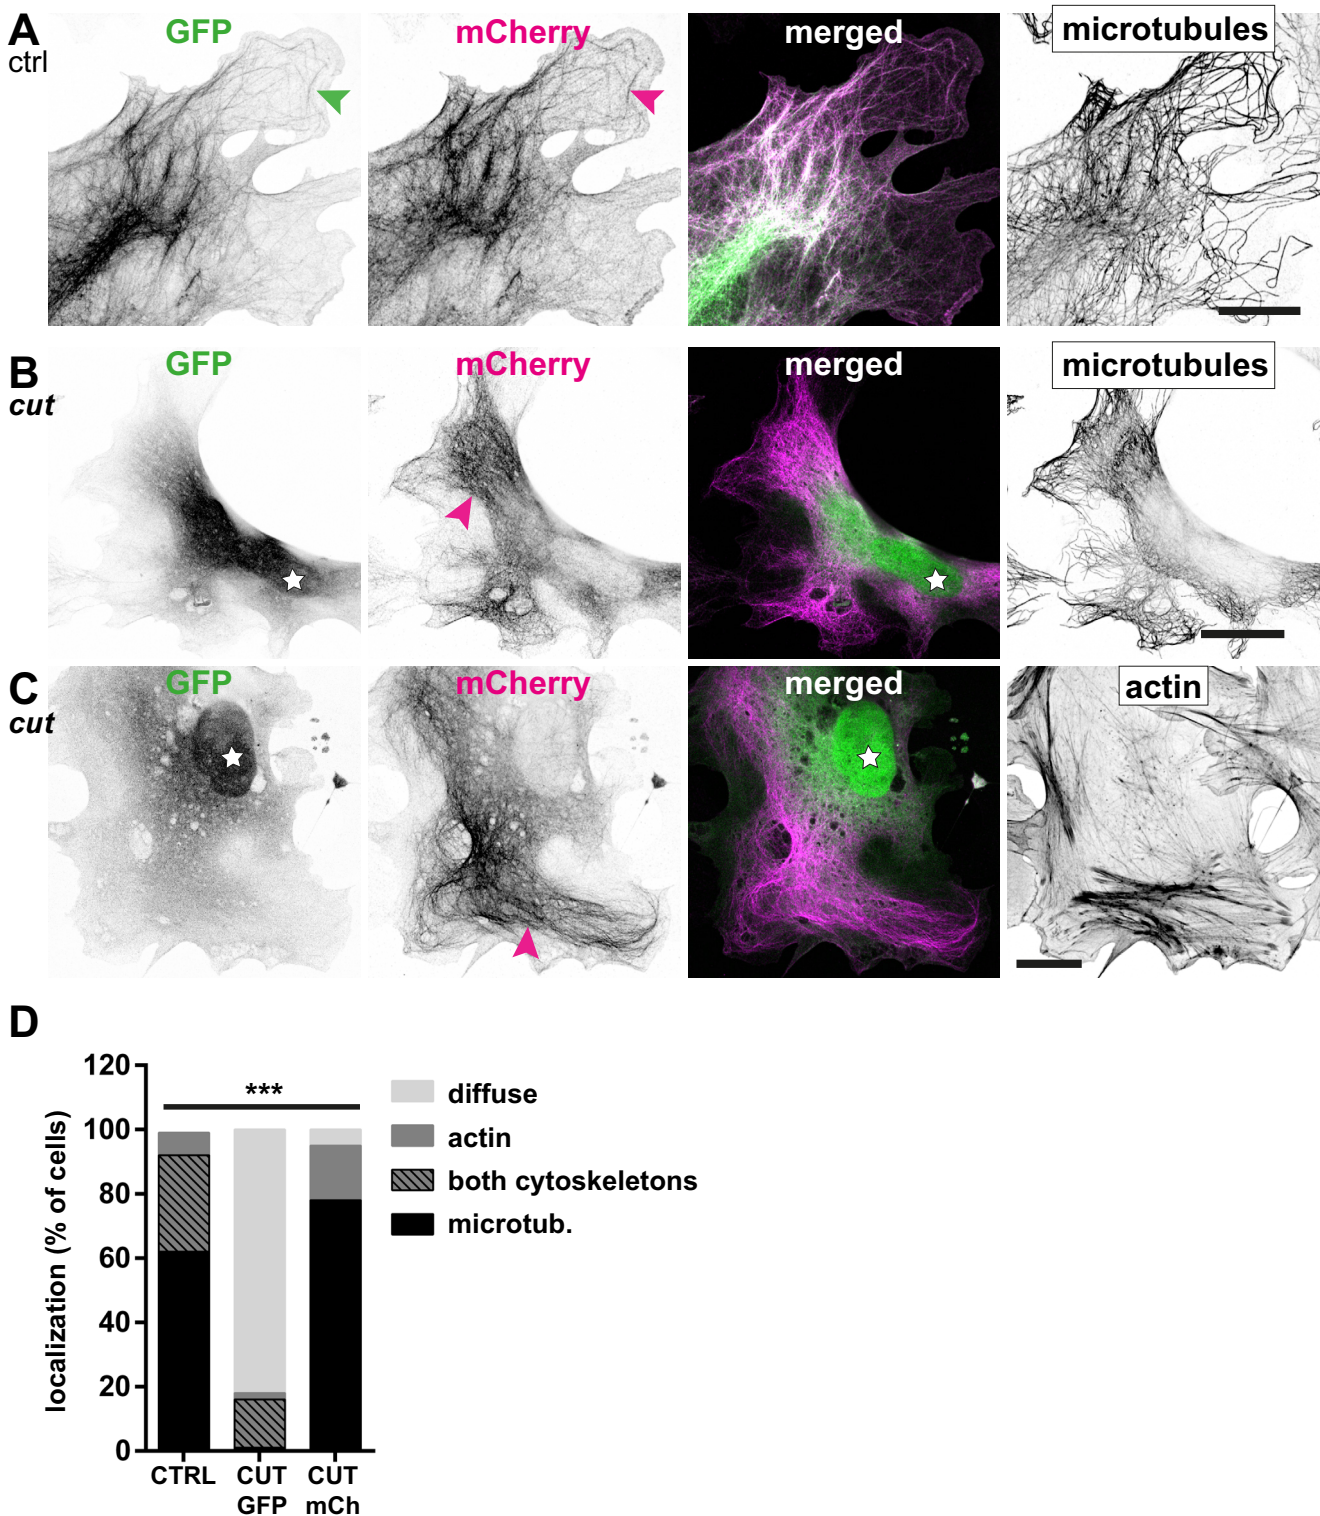 A
ctrl
GFP
mCherry
merged
microtubules
B
cut
GFP
mCherry
merged
microtubules
C
cut
GFP
mCherry
merged
actin
D
localization (% of cells)
120
100
80
60
40
20
0
***
CTRL
CUT
GFP
CUT
mCh
diffuse
actin
both cytoskeletons
microtub.